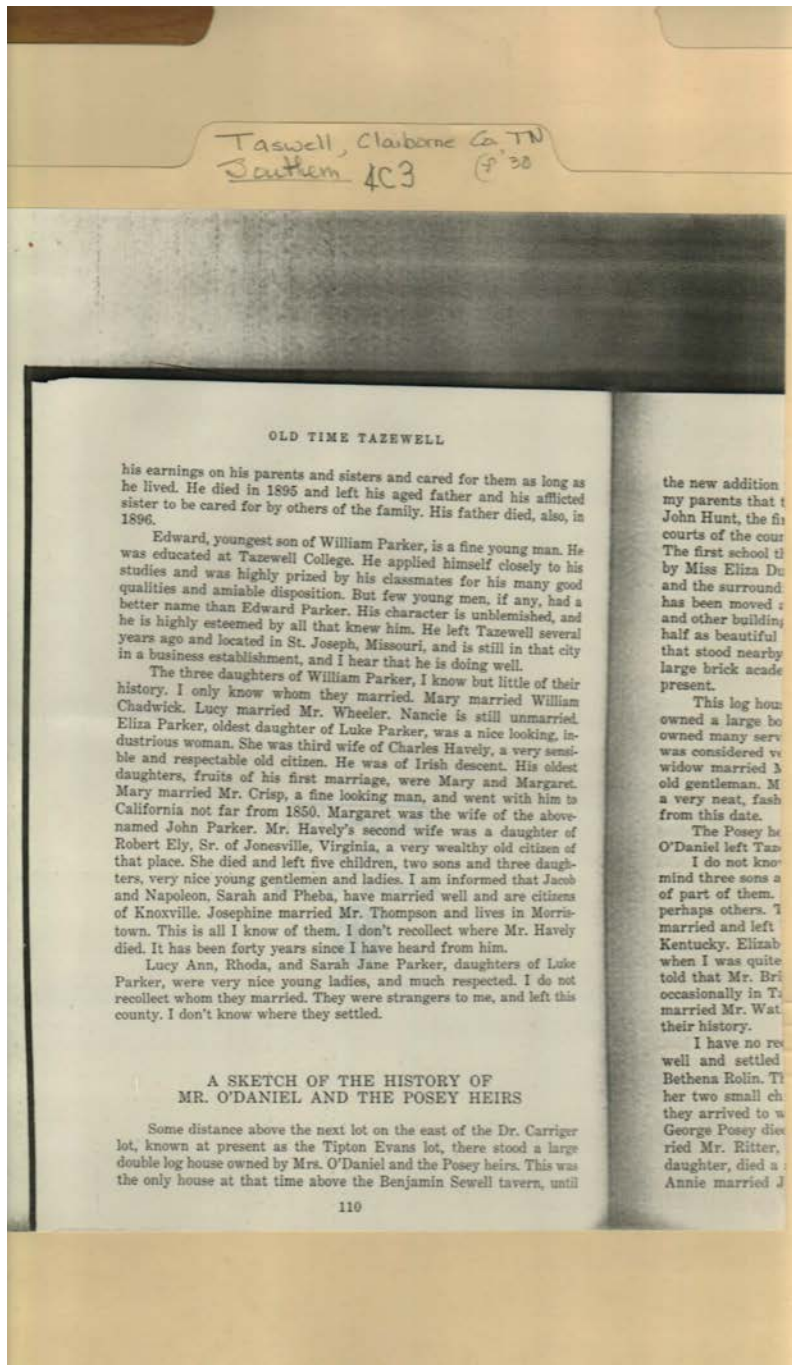 Taswell, Claiborne Co TN
Southern 4C3 '38
OLD TIME TAZEWELL
his earnings on his parents and sisters and cared for them as long as
he lived. He died in 1895 and left his aged father and his afflicted
sister to be cared for by others of the family. His father died, also, in
1896.
Edward, youngest son of William Parker, is a fine young man. He
was educated at Tazewell College. He applied himself closely to his
studies and was highly prized by his classmates for his many good
qualities and amiable disposition. But few young men, if any, had a
better name than Edward Parker. His character is unblemished, and
he is highly esteemed by all that knew him. He left Tazewell several
years ago and located in St. Joseph, Missouri, and is still in that city
in a business establishment, and I hear that he is doing well.
The three daughters of William Parker, I know but little of their
history. I only know whom they married. Mary married William
Chadwick. Lucy married Mr. Wheeler. Nancie is still unmarried.
Eliza Parker, oldest daughter of Luke Parker, was a nice looking, in-
dustrious woman. She was third wife of Charles Havely, a very sensi-
ble and respectable old citizen. He was of Irish descent. His oldest
daughters, fruits of his first marriage, were Mary and Margaret.
Mary married Mr. Crisp, a fine looking man, and went with him to
California not far from 1850. Margaret was the wife of the above-
named John Parker. Mr. Havely's second wife was a daughter of
Robert Ely, Sr. of Jonesville, Virginia, a very wealthy old citizen of
that place. She died and left five children, two sons and three daugh-
ters, very nice young gentlemen and ladies. I am informed that Jacob
and Napoleon, Sarah and Pheba, have married well and are citizens
of Knoxville. Josephine married Mr. Thompson and lives in Morris-
town. This is all I know of them. I don't recollect where Mr. Havely
died. It has been forty years since I have heard from him.
Lucy Ann, Rhoda, and Sarah Jane Parker, daughters of Luke
Parker, were very nice young ladies, and much respected. I do not
recollect whom they married. They were strangers to me, and left this
county. I don't know where they settled.
A SKETCH OF THE HISTORY OF
MR. O'DANIEL AND THE POSEY HEIRS
Some distance above the next lot on the east of the Dr. Carriger
lot, known at present as the Tipton Evans lot, there stood a large
double log house owned by Mrs. O'Daniel and the Posey heirs. This was
the only house at that time above the Benjamin Sewell tavern, until
110
the new addition
my parents that
John Hunt, the
courts of the
The first school
by Miss Eliza
and the
has been moved
and other
half as beautiful
that stood nearby
large brick
present.
This log
owned a large
owned many
was considered
widow married
old gentleman.
a very neat,
from this date.
The Posey
O'Daniel left
I do not
mind three sons
of part of them.
perhaps others.
married and left
Kentucky.
when I was quite
told that Mr.
occasionally in
married Mr.
their history.
I have no
well and settled
Bethena Rolin.
her two small
they arrived to
George Posey
ried Mr. Ritter,
daughter, died a
Annie married